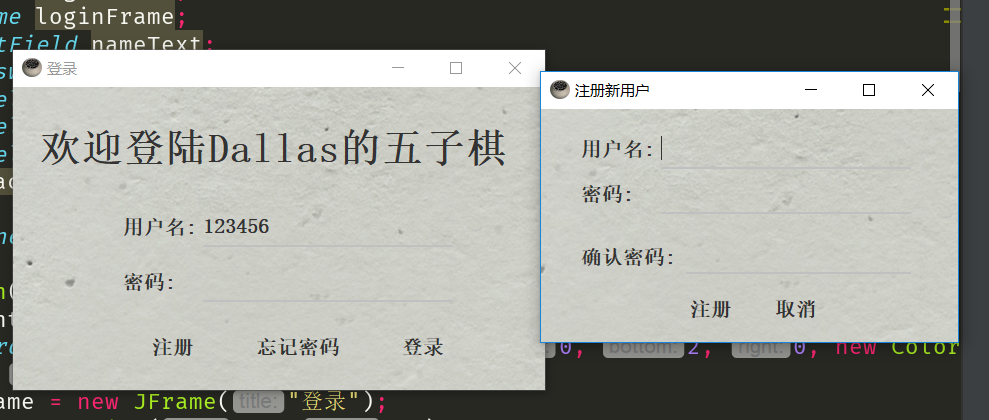 me loginFrame;
tField nameText;
登录
注册新用户
欢迎登陆Dallas的五子棋
用户名:
密码:
确认密码:
注册 取消
用户名: 123456
密码:
注册 忘记密码 登录
0, bottom: 2, right: 0, new Color
ame = new JFrame( title: "登录");